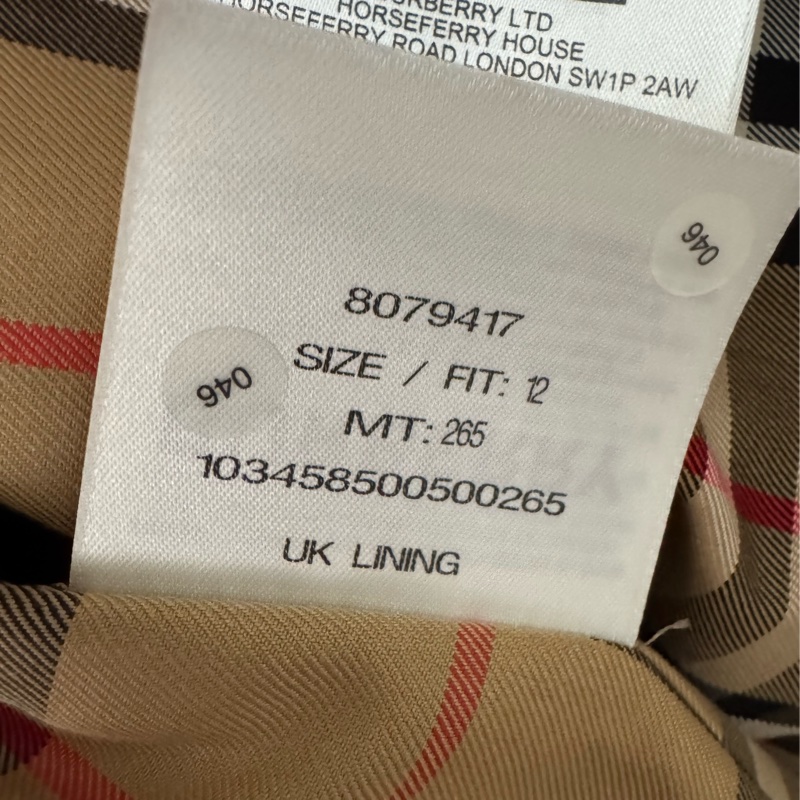 BURBERRY LTD
HORSEFERRY HOUSE
HORSEFERRY ROAD LONDON SW1P 2AW
046
8079417
SIZE / FIT: 12
046
MT: 265
103458500500265
UK LINING